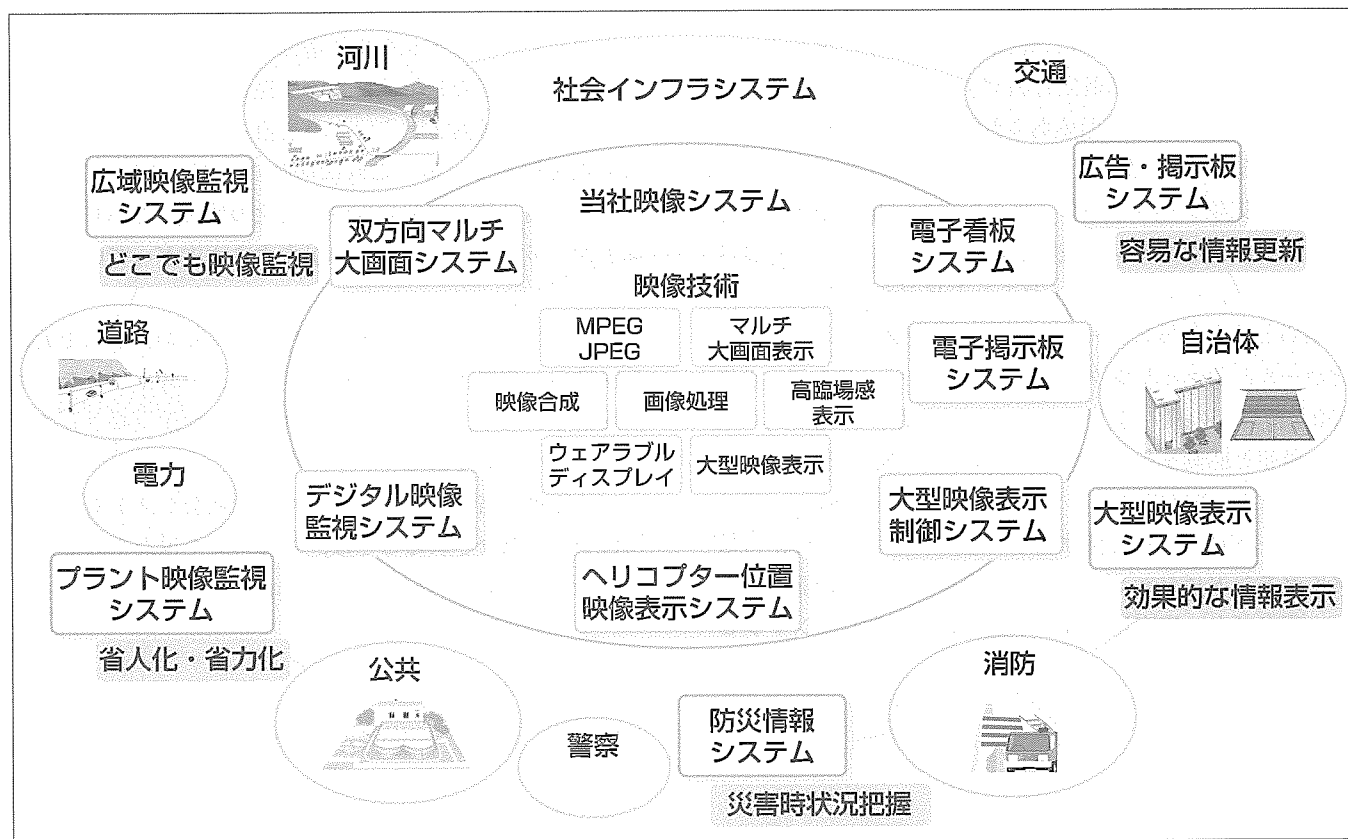 河川
社会インフラシステム
交通
広域映像監視
システム
どこでも映像監視
広告・掲示板
システム
容易な情報更新
当社映像システム
双方向マルチ
大画面システム
電子看板
システム
映像技術
MPEG
JPEG
マルチ
大画面表示
電子掲示板
システム
道路
自治体
映像合成
画像処理
高臨場感
表示
ウェアラブル
ディスプレイ
大型映像表示
電力
デジタル映像
監視システム
大型映像表示
制御システム
大型映像表示
システム
効果的な情報表示
プラント映像監視
システム
省人化・省力化
ヘリコプター位置
映像表示システム
公共
警察
防災情報
システム
災害時状況把握
消防